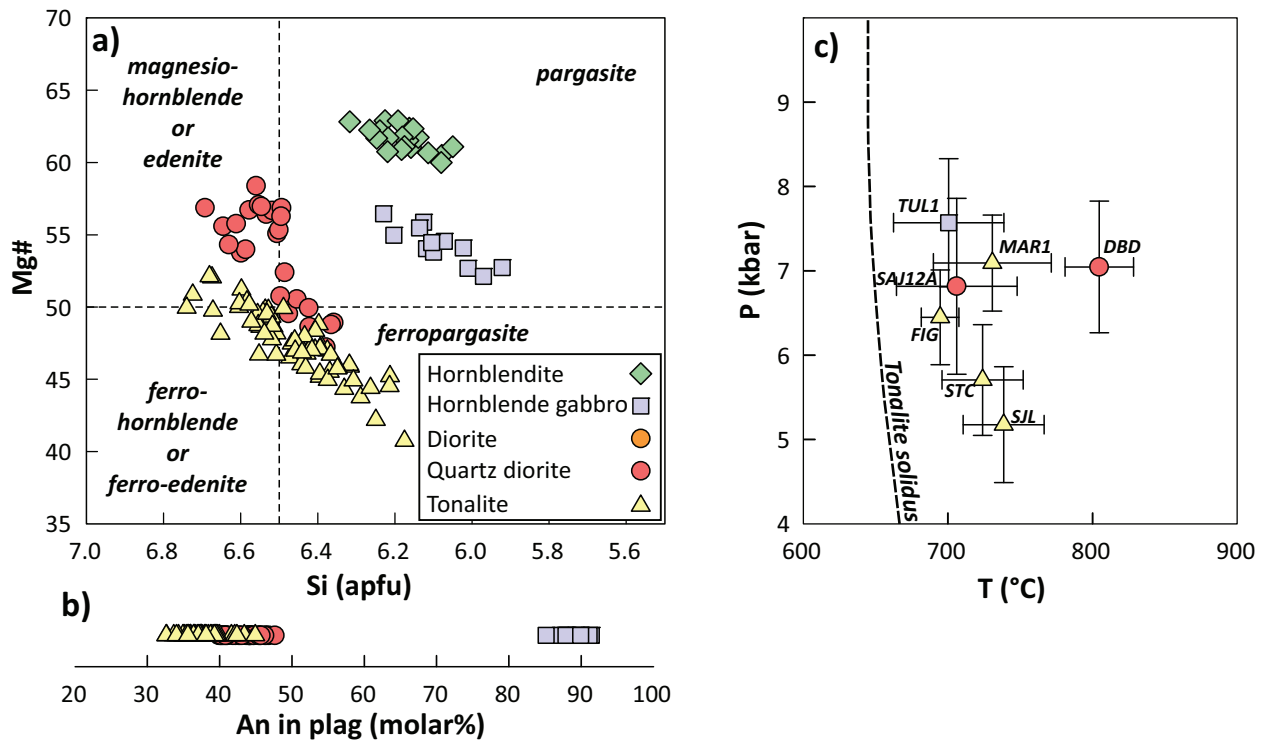 a)
70
65
60
55
50
45
40
35
Mg#
magnesio-
hornblende
or
edenite
pargasite
ferropargasite
ferro-
hornblende
or
ferro-edenite
Hornblendite
Hornblende gabbro
Diorite
Quartz diorite
Tonalite
7.0 6.8 6.6 6.4 6.2 6.0 5.8 5.6
Si (apfu)
b)
20 30 40 50 60 70 80 90 100
An in plag (molar%)
c)
9
8
7
6
5
4
P (kbar)
TUL1
MAR1
DBD
SAJ12A
FIG
STC
SJL
Tonalite solidus
600 700 800 900
T (°C)